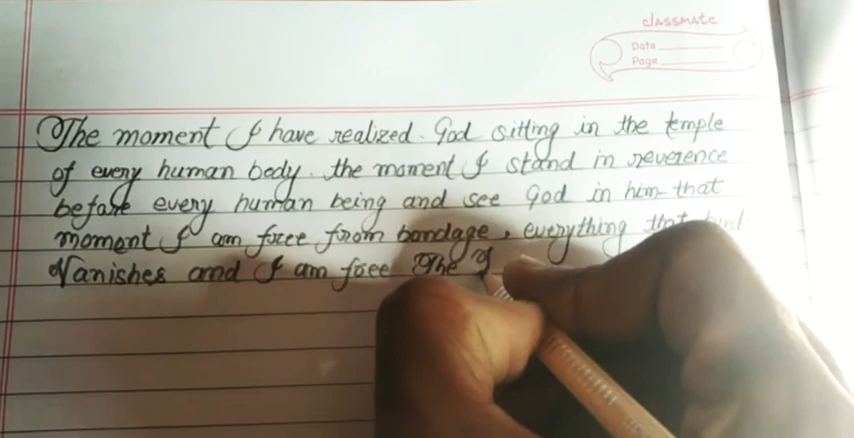 classmate
Date
Page
The moment I have realized. God sitting in the temple
of every human body. the moment I stand in reverence
before every human being and see God in him that
moment I am free from bondage, everything that
Vanishes and I am free The